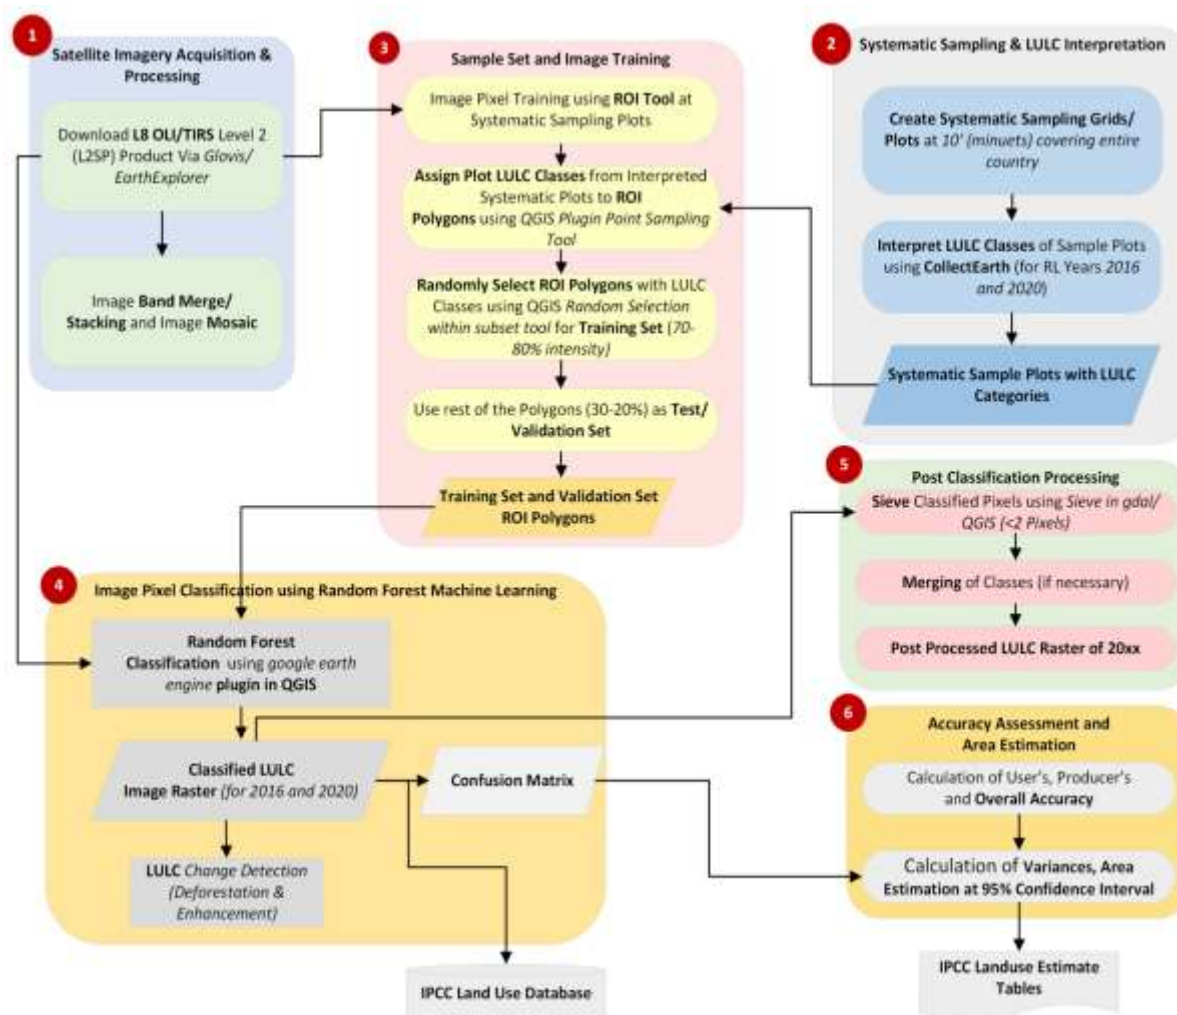 1
Satellite Imagery Acquisition &
Processing
Download L8 OLI/TIRS Level 2
(L2SP) Product Via Glovis/
EarthExplorer
Image Band Merge/
Stacking and Image Mosaic
3
Sample Set and Image Training
Image Pixel Training using ROI Tool at
Systematic Sampling Plots
Assign Plot LULC Classes from Interpreted
Systematic Plots to ROI
Polygons using QGIS Plugin Point Sampling
Tool
Randomly Select ROI Polygons with LULC
Classes using QGIS Random Selection
within subset tool for Training Set (70-
80% intensity)
Use rest of the Polygons (30-20%) as Test/
Validation Set
Training Set and Validation Set
ROI Polygons
2
Systematic Sampling & LULC Interpretation
Create Systematic Sampling Grids/
Plots at 10' (minuets) covering entire
country
Interpret LULC Classes of Sample Plots
using CollectEarth (for RL Years 2016
and 2020)
Systematic Sample Plots with LULC
Categories
4
Image Pixel Classification using Random Forest Machine Learning
Random Forest
Classification using google earth
engine plugin in QGIS
Classified LULC
Image Raster (for 2016 and 2020)
Confusion Matrix
LULC Change Detection
(Deforestation &
Enhancement)
IPCC Land Use Database
5
Post Classification Processing
Sieve Classified Pixels using Sieve in gdal/
QGIS (<2 Pixels)
Merging of Classes (if necessary)
Post Processed LULC Raster of 20xx
6
Accuracy Assessment and
Area Estimation
Calculation of User's, Producer's
and Overall Accuracy
Calculation of Variances, Area
Estimation at 95% Confidence Interval
IPCC Landuse Estimate
Tables